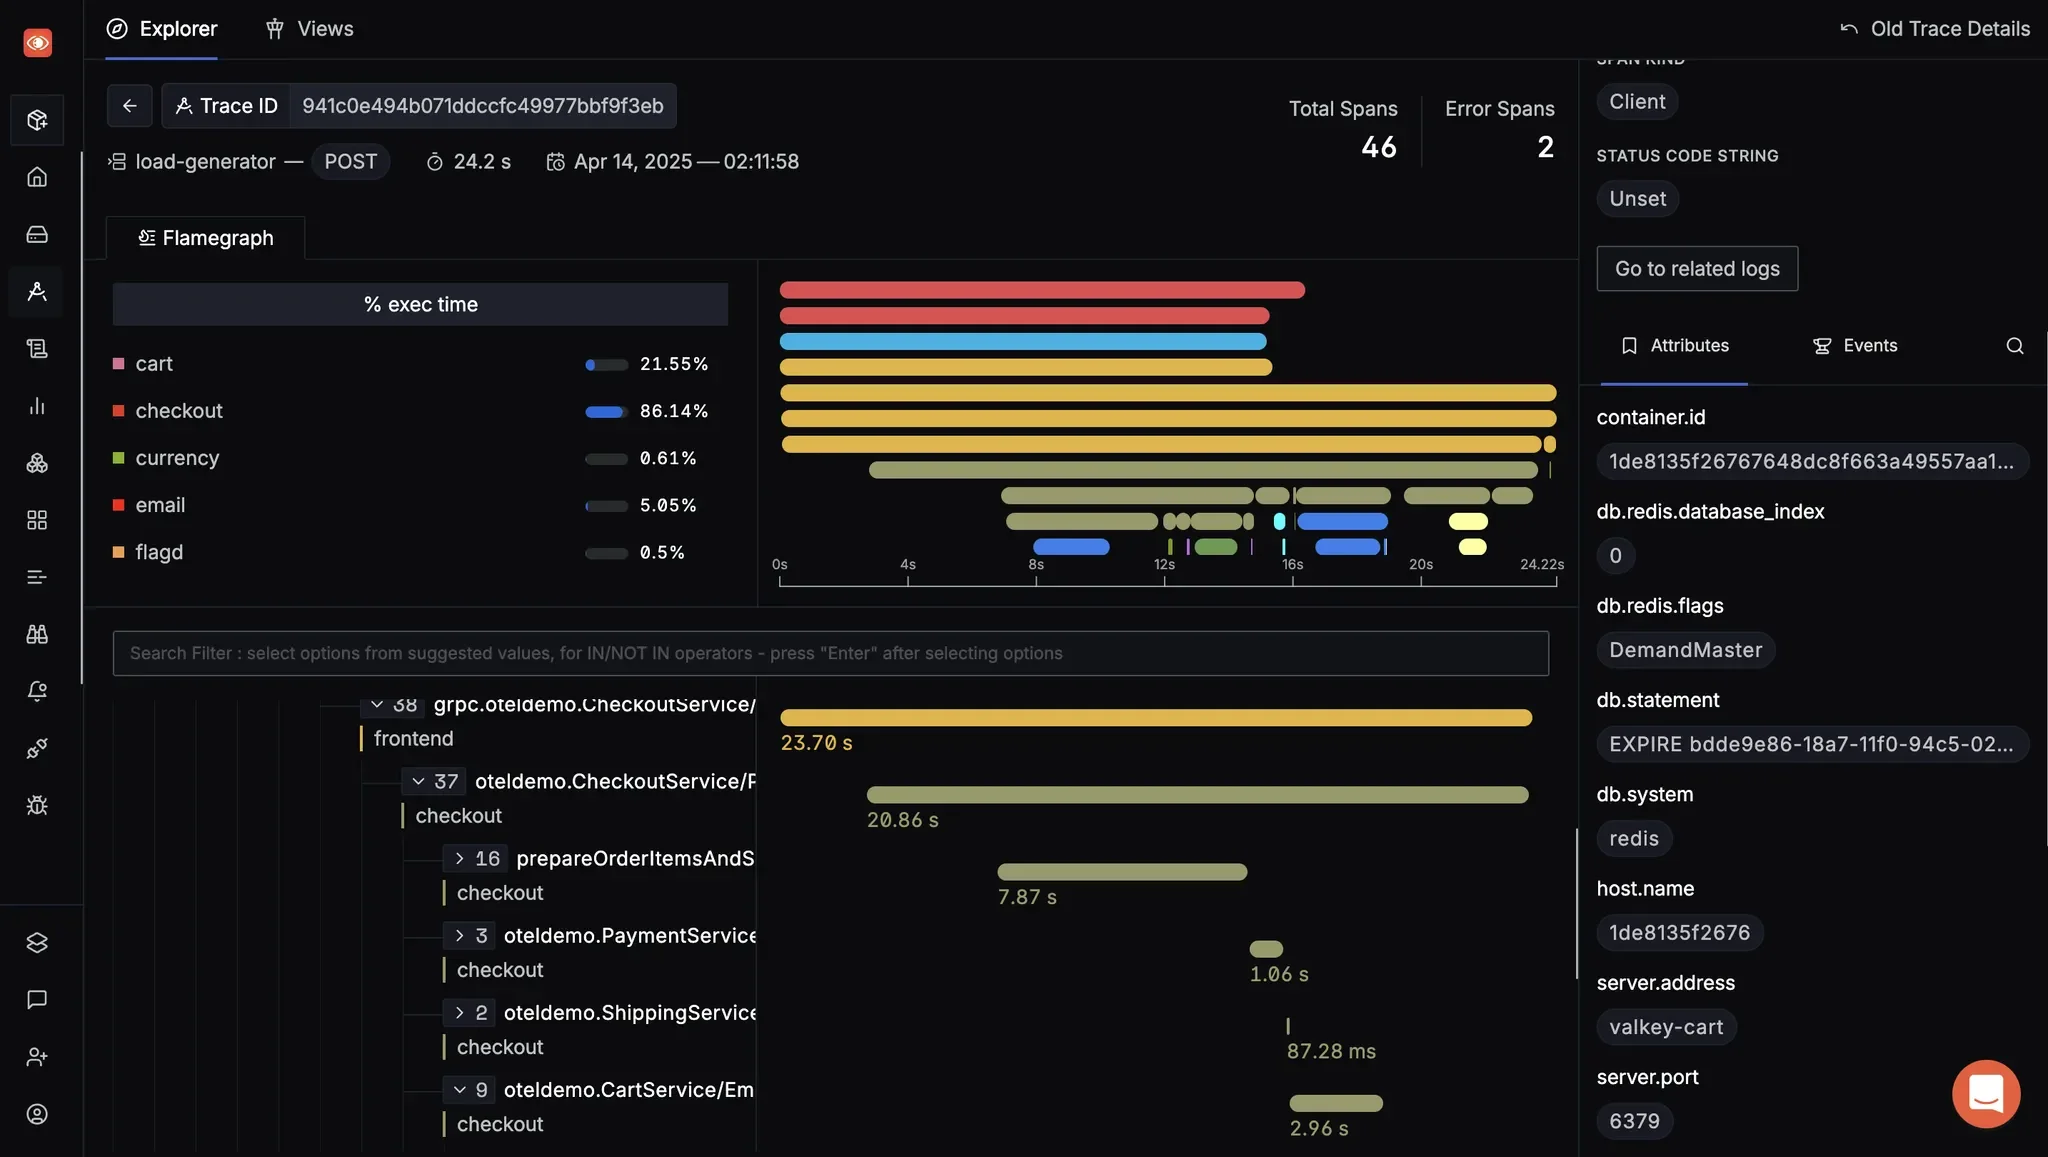 Explorer
Views
Old Trace Details
Trace ID 941c0e494b071ddccfc49977bbf9f3eb
load-generator — POST 24.2 s Apr 14, 2025 — 02:11:58
Total Spans
46
Error Spans
2
Flamegraph
% exec time
cart 21.55%
checkout 86.14%
currency 0.61%
email 5.05%
flagd 0.5%
0s 4s 8s 12s 16s 20s 24.22s
Search Filter : select options from suggested values, for IN/NOT IN operators - press "Enter" after selecting options
38 grpc.oteldemo.CheckoutService/
frontend
23.70 s
37 oteldemo.CheckoutService/P
checkout
20.86 s
16 prepareOrderItemsAndS
checkout
7.87 s
3 oteldemo.PaymentService
checkout
1.06 s
2 oteldemo.ShippingService
checkout
87.28 ms
9 oteldemo.CartService/Em
checkout
2.96 s
SPAN KIND
Client
STATUS CODE STRING
Unset
Go to related logs
Attributes
Events
container.id
1de8135f26767648dc8f663a49557aa1...
db.redis.database_index
0
db.redis.flags
DemandMaster
db.statement
EXPIRE bdde9e86-18a7-11f0-94c5-02...
db.system
redis
host.name
1de8135f2676
server.address
valkey-cart
server.port
6379